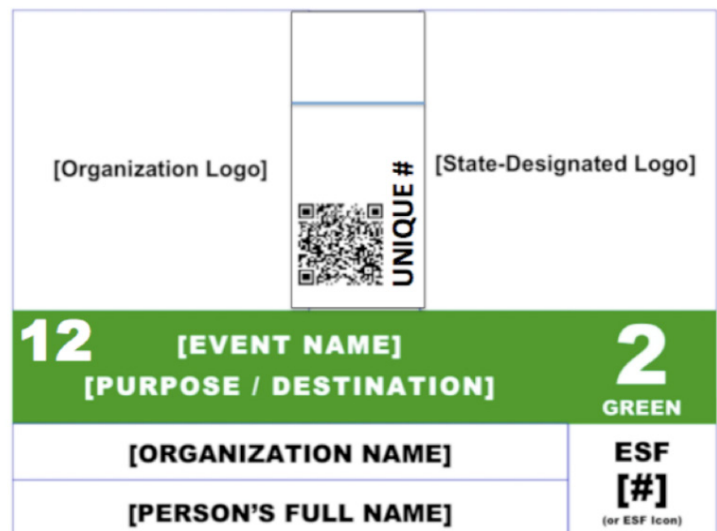 [Organization Logo]
UNIQUE #
[State-Designated Logo]
12
[EVENT NAME]
[PURPOSE / DESTINATION]
2
GREEN
[ORGANIZATION NAME]
[PERSON'S FULL NAME]
ESF
[#]
(or ESF Icon)